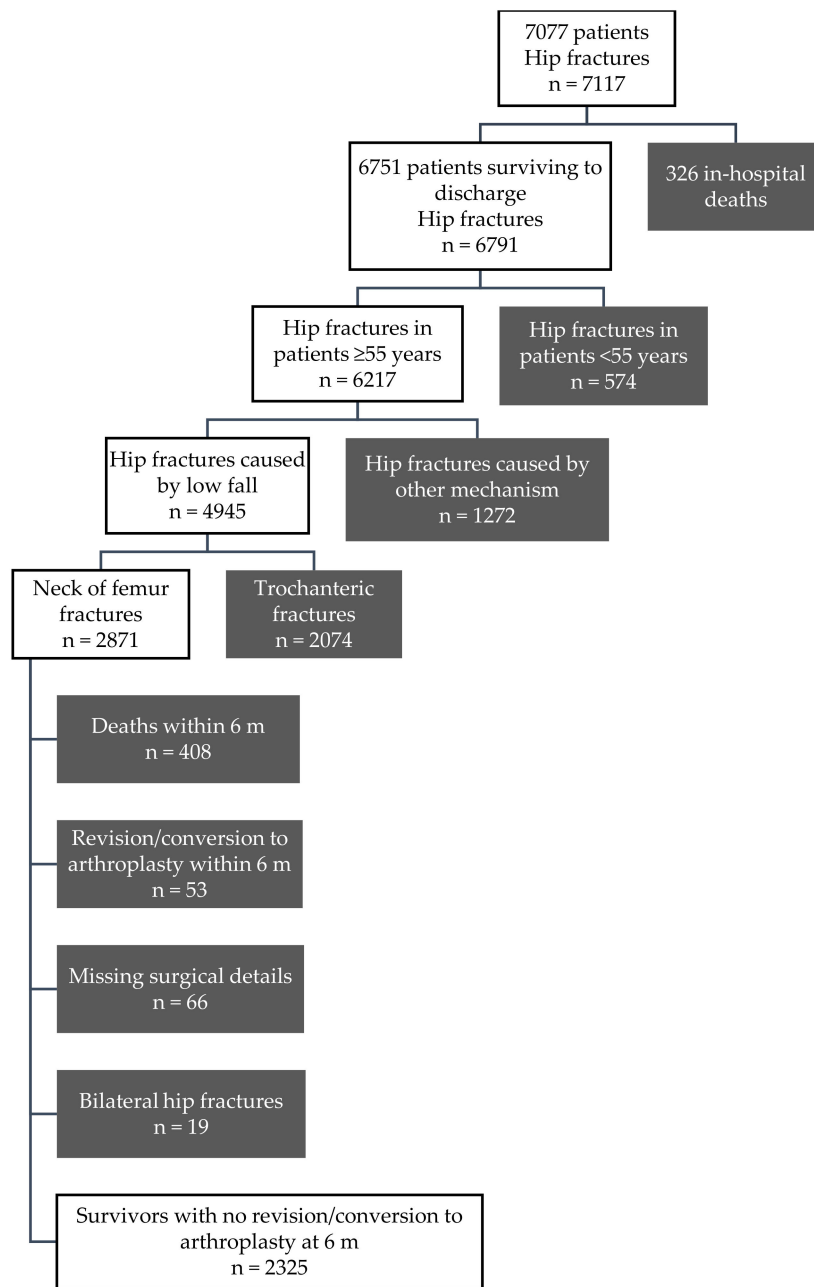 7077 patients
Hip fractures
n = 7117
6751 patients surviving to
discharge
Hip fractures
n = 6791
326 in-hospital
deaths
Hip fractures in
patients ≥55 years
n = 6217
Hip fractures in
patients <55 years
n = 574
Hip fractures caused
by low fall
n = 4945
Hip fractures caused by
other mechanism
n = 1272
Neck of femur
fractures
n = 2871
Trochanteric
fractures
n = 2074
Deaths within 6 m
n = 408
Revision/conversion to
arthroplasty within 6 m
n = 53
Missing surgical details
n = 66
Bilateral hip fractures
n = 19
Survivors with no revision/conversion to
arthroplasty at 6 m
n = 2325